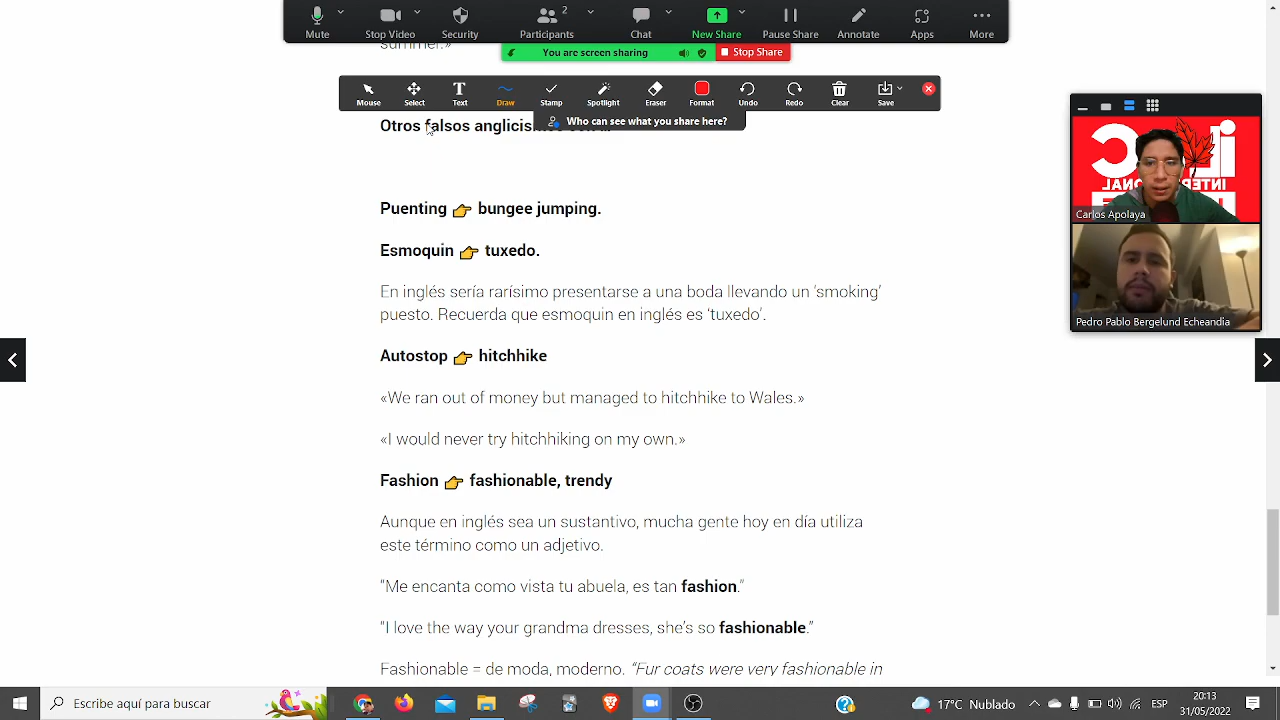 2
Mute
Stop Video
Security
Participants
Chat
New Share
Pause Share
Annotate
Apps
More
summer.»
You are screen sharing
Stop Share
Mouse
Select
Text
Draw
Stamp
Spotlight
Eraser
Format
Undo
Redo
Clear
Save
Who can see what you share here?
Otros falsos anglicismos son ...
Puenting 👉 bungee jumping.
Esmoquin 👉 tuxedo.
En inglés sería rarísimo presentarse a una boda llevando un ‘smoking’
puesto. Recuerda que esmoquin en inglés es ‘tuxedo’.
Autostop 👉 hitchhike
«We ran out of money but managed to hitchhike to Wales.»
«I would never try hitchhiking on my own.»
Fashion 👉 fashionable, trendy
Aunque en inglés sea un sustantivo, mucha gente hoy en día utiliza
este término como un adjetivo.
“Me encanta como vista tu abuela, es tan fashion.”
“I love the way your grandma dresses, she’s so fashionable.”
Fashionable = de moda, moderno. “Fur coats were very fashionable in
Carlos Apolaya
Pedro Pablo Bergelund Echeandia
Escribe aquí para buscar
17°C Nublado
ESP
20:13
31/05/2022